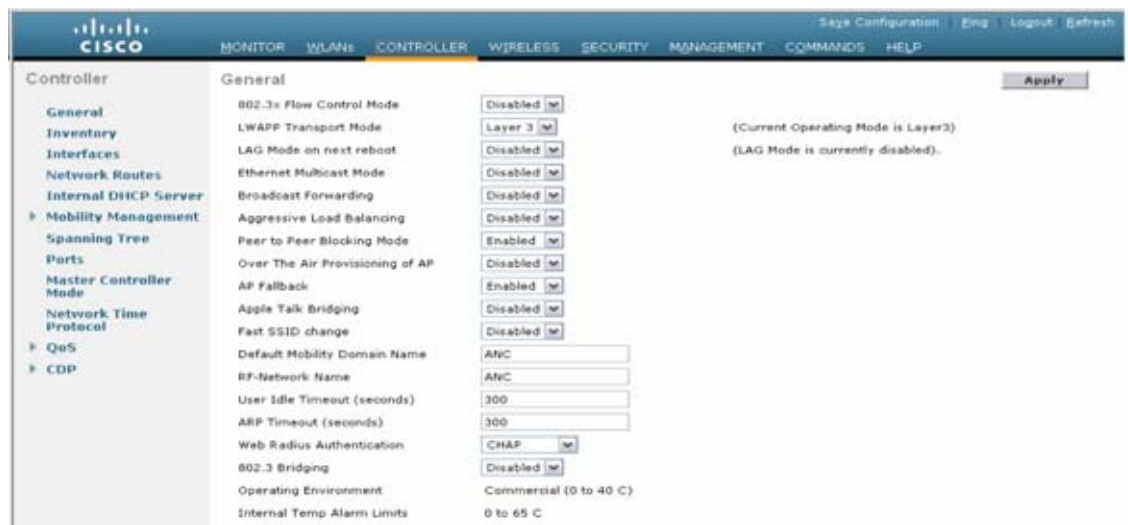 Save Configuration Ping Logout Refresh
CISCO MONITOR WLANs CONTROLLER WIRELESS SECURITY MANAGEMENT COMMANDS HELP
Controller
General
Inventory
Interfaces
Network Routes
Internal DHCP Server
Mobility Management
Spanning Tree
Ports
Master Controller
Mode
Network Time
Protocol
QoS
CDP
General Apply
802.3x Flow Control Mode Disabled
LWAPP Transport Mode Layer 3 (Current Operating Mode is Layer3)
LAG Mode on next reboot Disabled (LAG Mode is currently disabled).
Ethernet Multicast Mode Disabled
Broadcast Forwarding Disabled
Aggressive Load Balancing Disabled
Peer to Peer Blocking Mode Enabled
Over The Air Provisioning of AP Disabled
AP Fallback Enabled
Apple Talk Bridging Disabled
Fast SSID change Disabled
Default Mobility Domain Name ANC
RF-Network Name ANC
User Idle Timeout (seconds) 300
ARP Timeout (seconds) 300
Web Radius Authentication CHAP
802.3 Bridging Disabled
Operating Environment Commercial (0 to 40 C)
Internal Temp Alarm Limits 0 to 65 C